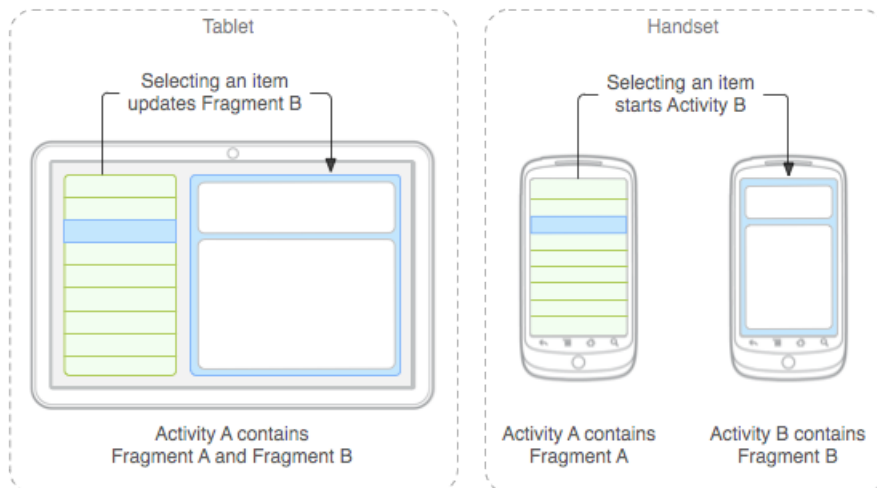 Tablet
Selecting an item
updates Fragment B
Activity A contains
Fragment A and Fragment B
Handset
Selecting an item
starts Activity B
Activity A contains
Fragment A
Activity B contains
Fragment B